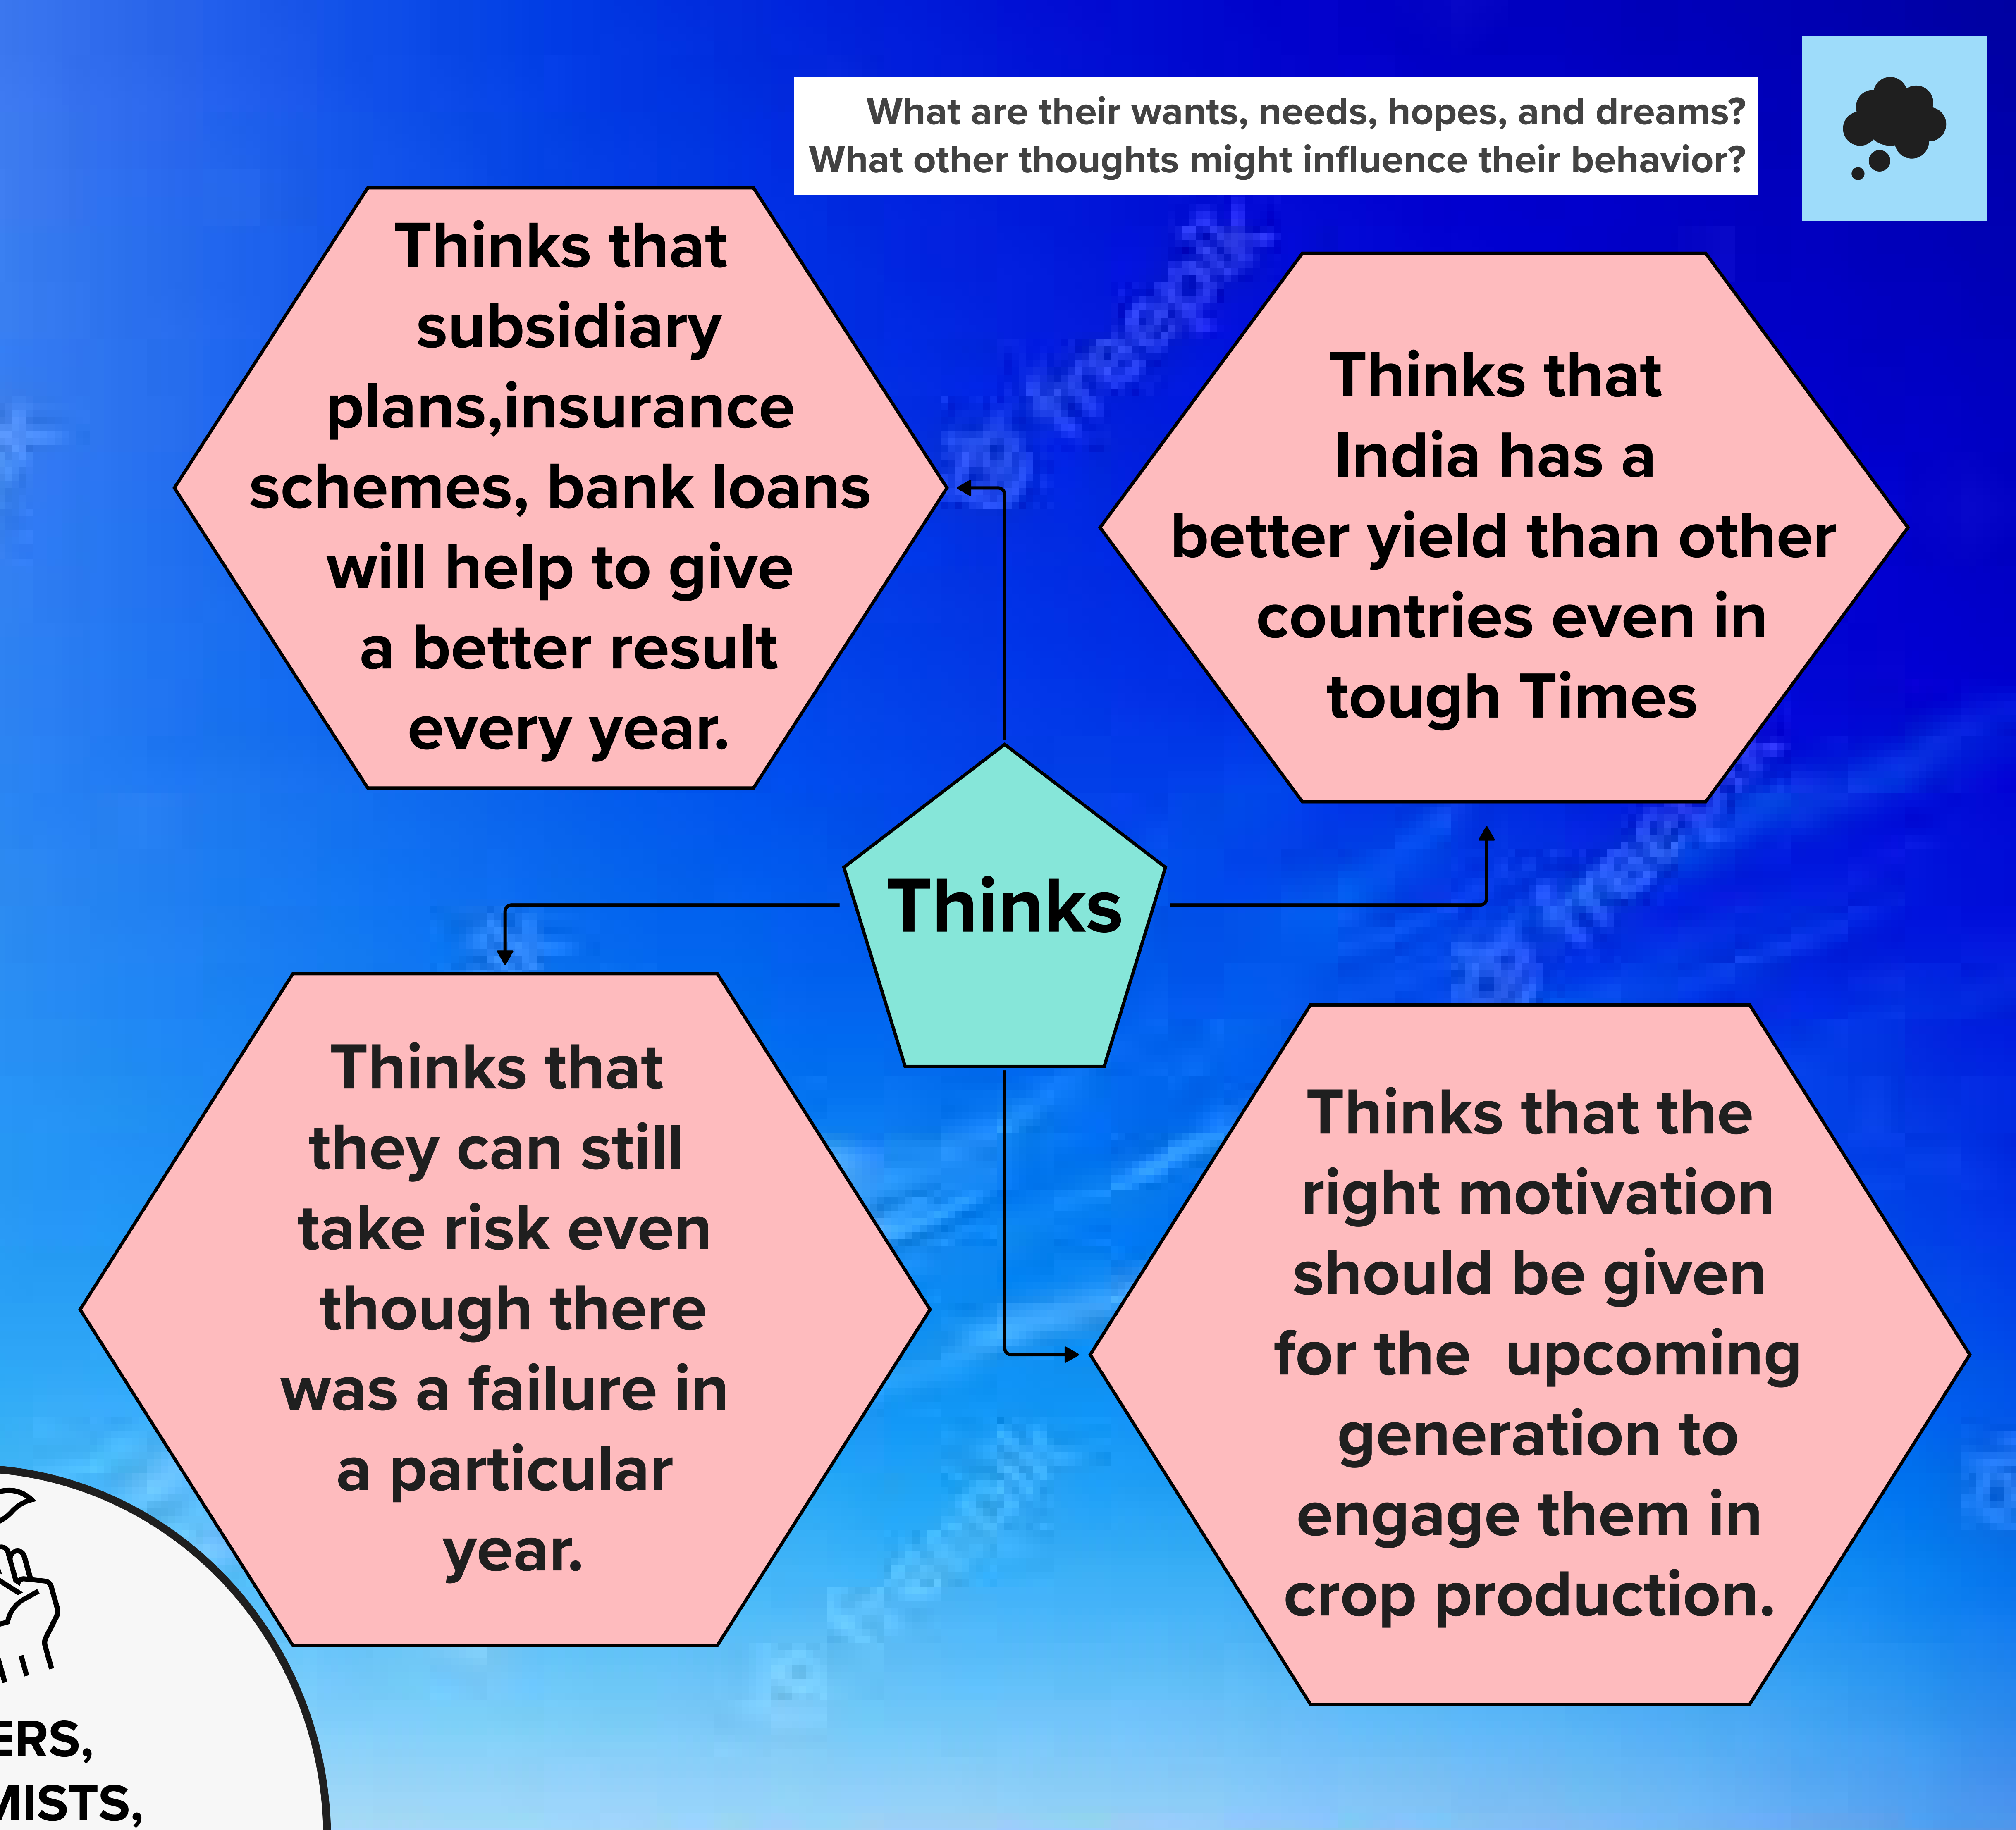 What are their wants, needs, hopes, and dreams?
What other thoughts might influence their behavior?
Thinks that
subsidiary
plans,insurance
schemes, bank loans
will help to give
a better result
every year.
Thinks that
India has a
better yield than other
countries even in
tough Times
Thinks
Thinks that
they can still
take risk even
though there
was a failure in
a particular
year.
Thinks that the
right motivation
should be given
for the  upcoming
generation to
engage them in
crop production.
ERS,
MISTS,